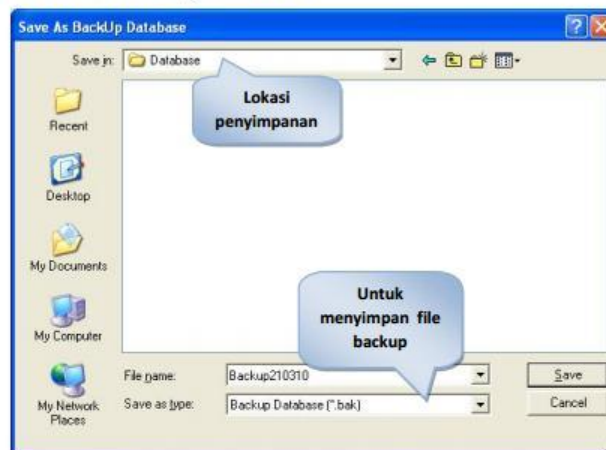 Save As BackUp Database
Save in: Database
Lokasi
penyimpanan
Recent
Desktop
My Documents
My Computer
My Network
Places
Untuk
menyimpan file
backup
File name: Backup210310 Save
Save as type: Backup Database (*.bak) Cancel